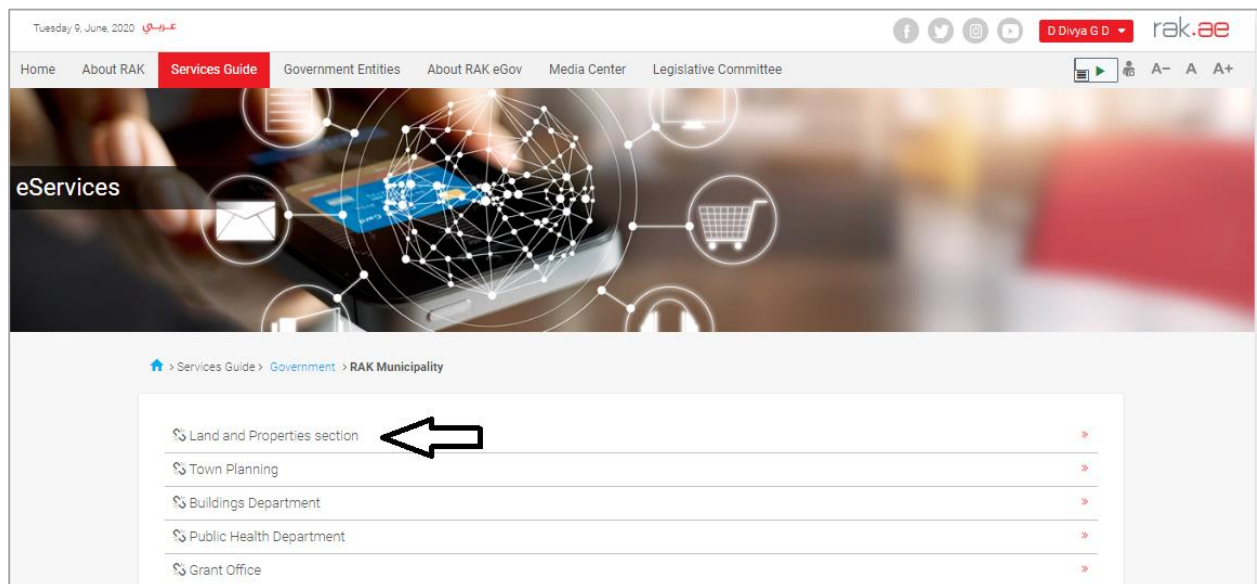 Tuesday 9, June, 2020 عـربـي
D Divya G D rak.ae
Home About RAK Services Guide Government Entities About RAK eGov Media Center Legislative Committee A- A A+
eServices
> Services Guide > Government > RAK Municipality
Land and Properties section
Town Planning
Buildings Department
Public Health Department
Grant Office